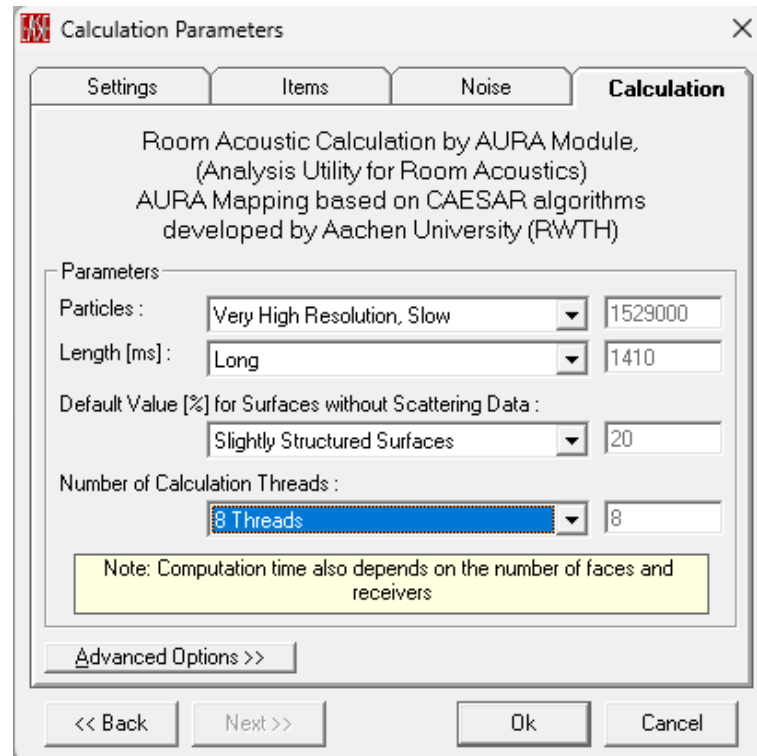 EASE Calculation Parameters
Settings Items Noise Calculation
Room Acoustic Calculation by AURA Module,
(Analysis Utility for Room Acoustics)
AURA Mapping based on CAESAR algorithms
developed by Aachen University (RWTH)
Parameters
Particles : Very High Resolution, Slow 1529000
Length [ms] : Long 1410
Default Value [%] for Surfaces without Scattering Data :
Slightly Structured Surfaces 20
Number of Calculation Threads :
8 Threads 8
Note: Computation time also depends on the number of faces and
receivers
Advanced Options >>
<< Back Next >> Ok Cancel